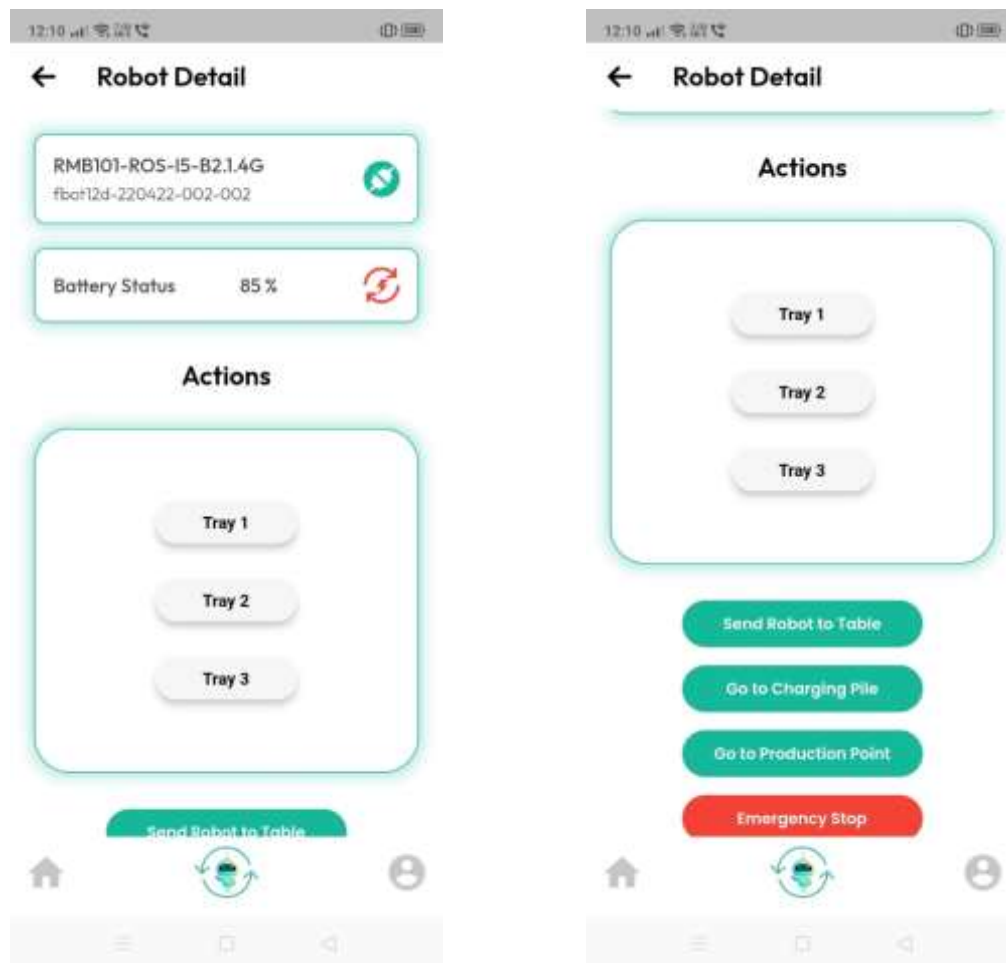 12:10
Robot Detail
RMB101-ROS-I5-B2.1.4G
fbot12d-220422-002-002
Battery Status 85 %
Actions
Tray 1
Tray 2
Tray 3
Send Robot to Table
12:10
Robot Detail
Actions
Tray 1
Tray 2
Tray 3
Send Robot to Table
Go to Charging Pile
Go to Production Point
Emergency Stop